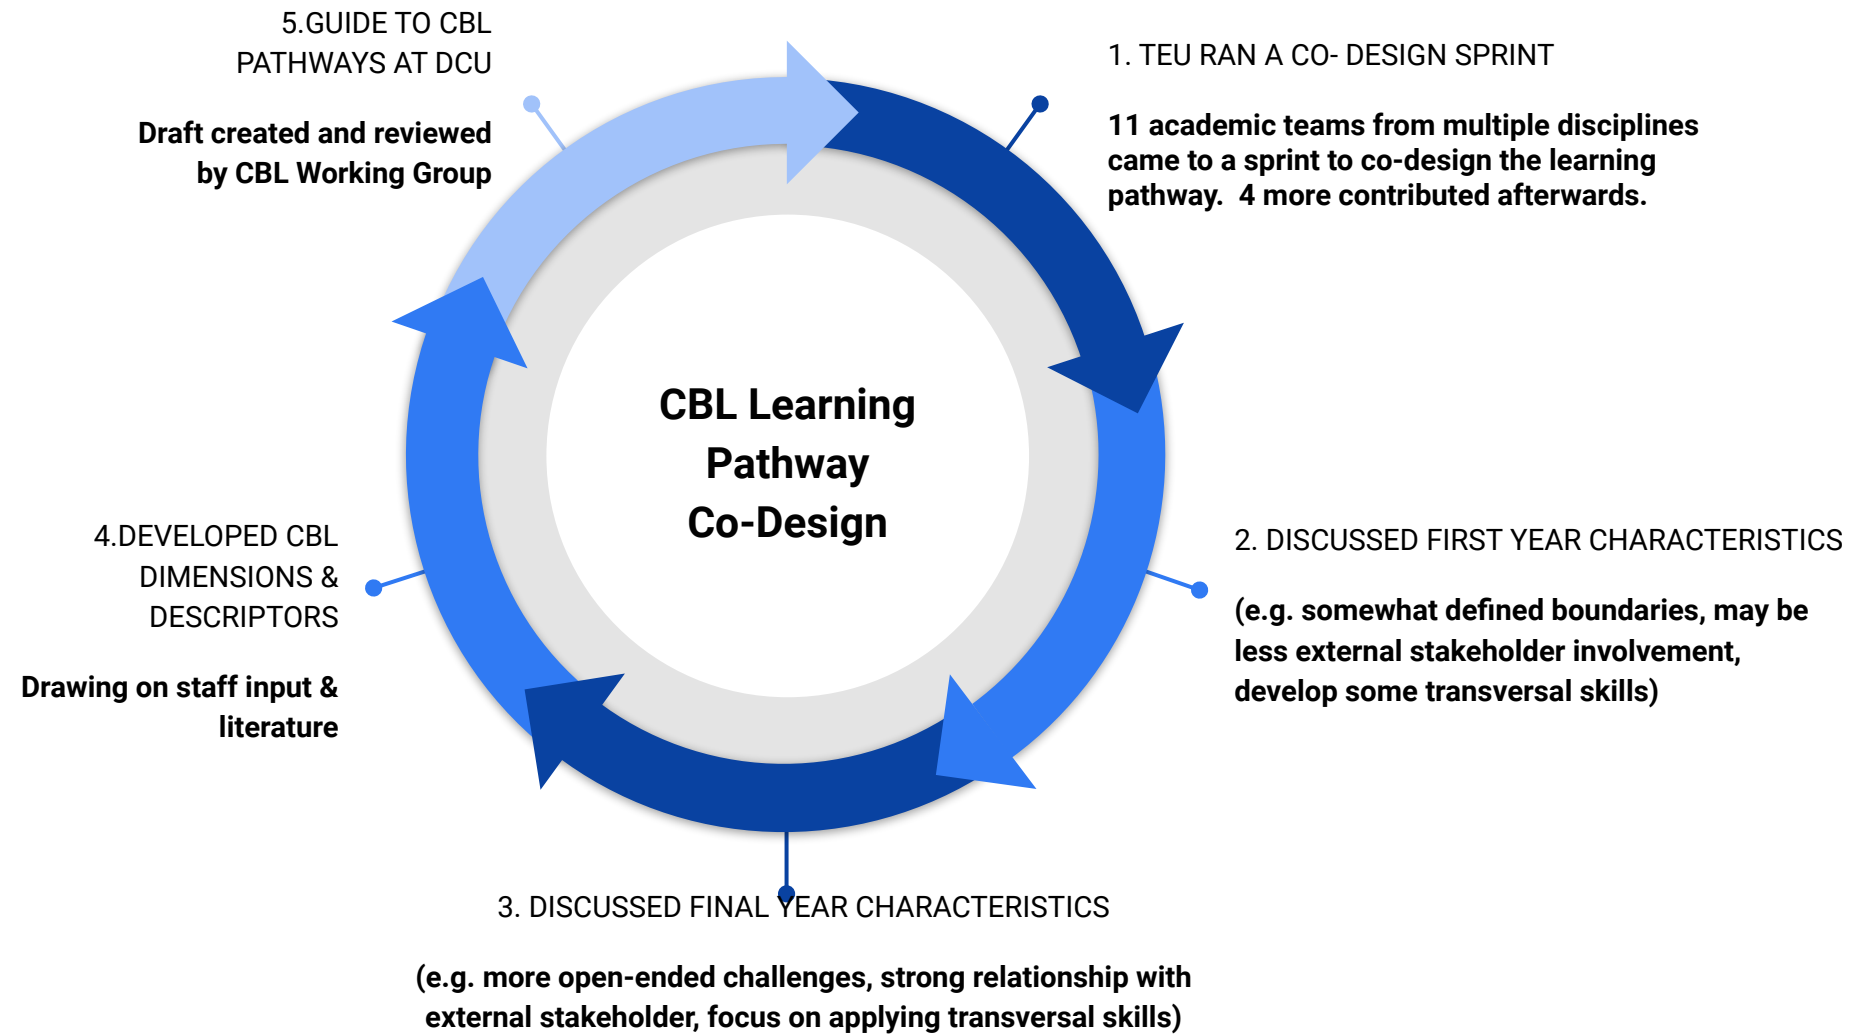 CBL Learning
Pathway
Co-Design
1. TEU RAN A CO- DESIGN SPRINT
11 academic teams from multiple disciplines
came to a sprint to co-design the learning
pathway.  4 more contributed afterwards.
2. DISCUSSED FIRST YEAR CHARACTERISTICS
(e.g. somewhat defined boundaries, may be
less external stakeholder involvement,
develop some transversal skills)
3. DISCUSSED FINAL YEAR CHARACTERISTICS
(e.g. more open-ended challenges, strong relationship with
external stakeholder, focus on applying transversal skills)
4.DEVELOPED CBL
DIMENSIONS &
DESCRIPTORS
Drawing on staff input &
literature
5.GUIDE TO CBL
PATHWAYS AT DCU
Draft created and reviewed
by CBL Working Group